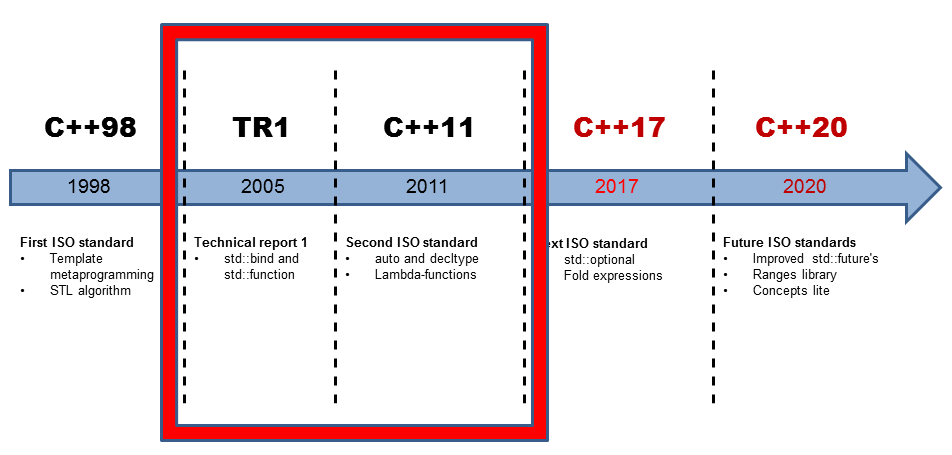 C++98
TR1
C++11
C++17
C++20
1998
2005
2011
2017
2020
First ISO standard
• Template
metaprogramming
• STL algorithm
Technical report 1
• std::bind and
std::function
Second ISO standard
• auto and decltype
• Lambda-functions
ext ISO standard
std::optional
Fold expressions
Future ISO standards
• Improved std::future's
• Ranges library
• Concepts lite